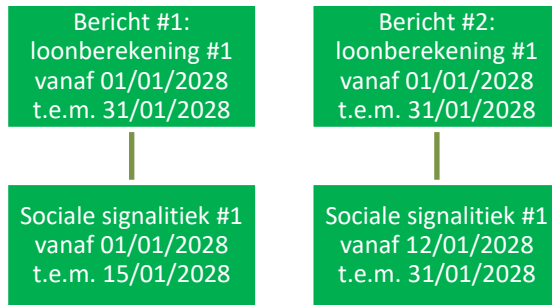 Bericht #1:
loonberekening #1
vanaf 01/01/2028
t.e.m. 31/01/2028
Bericht #2:
loonberekening #1
vanaf 01/01/2028
t.e.m. 31/01/2028
Sociale signalitiek #1
vanaf 01/01/2028
t.e.m. 15/01/2028
Sociale signalitiek #1
vanaf 12/01/2028
t.e.m. 31/01/2028